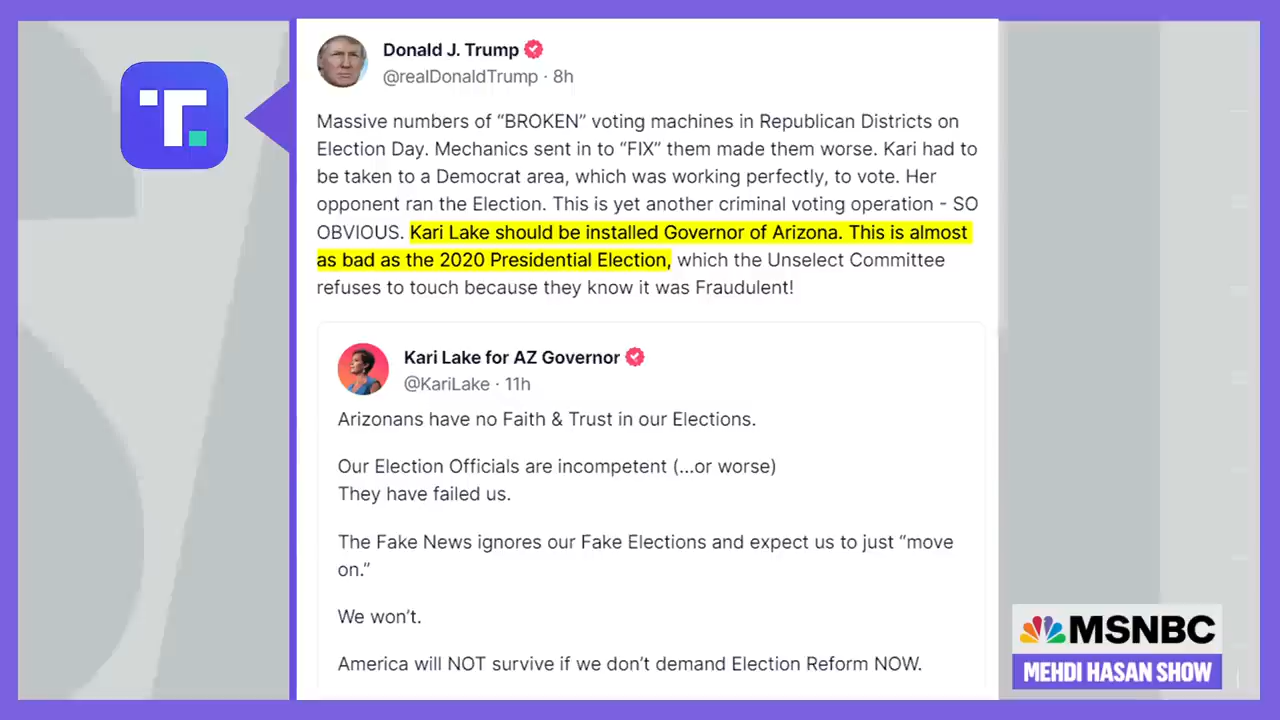 Donald J. Trump
@realDonaldTrump · 8h
Massive numbers of “BROKEN” voting machines in Republican Districts on
Election Day. Mechanics sent in to “FIX” them made them worse. Kari had to
be taken to a Democrat area, which was working perfectly, to vote. Her
opponent ran the Election. This is yet another criminal voting operation - SO
OBVIOUS. Kari Lake should be installed Governor of Arizona. This is almost
as bad as the 2020 Presidential Election, which the Unselect Committee
refuses to touch because they know it was Fraudulent!
Kari Lake for AZ Governor
@KariLake · 11h
Arizonans have no Faith & Trust in our Elections.
Our Election Officials are incompetent (...or worse)
They have failed us.
The Fake News ignores our Fake Elections and expect us to just “move
on.”
We won’t.
America will NOT survive if we don’t demand Election Reform NOW.
MSNBC
MEHDI HASAN SHOW